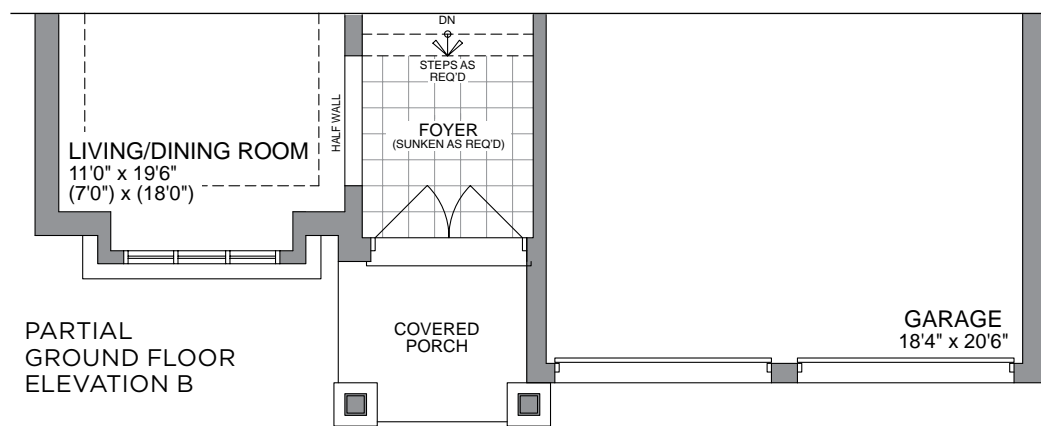 DN
STEPS AS
REQ'D
HALF WALL
FOYER
(SUNKEN AS REQ'D)
LIVING/DINING ROOM
11'0" x 19'6"
(7'0") x (18'0")
COVERED
PORCH
GARAGE
18'4" x 20'6"
PARTIAL
GROUND FLOOR
ELEVATION B